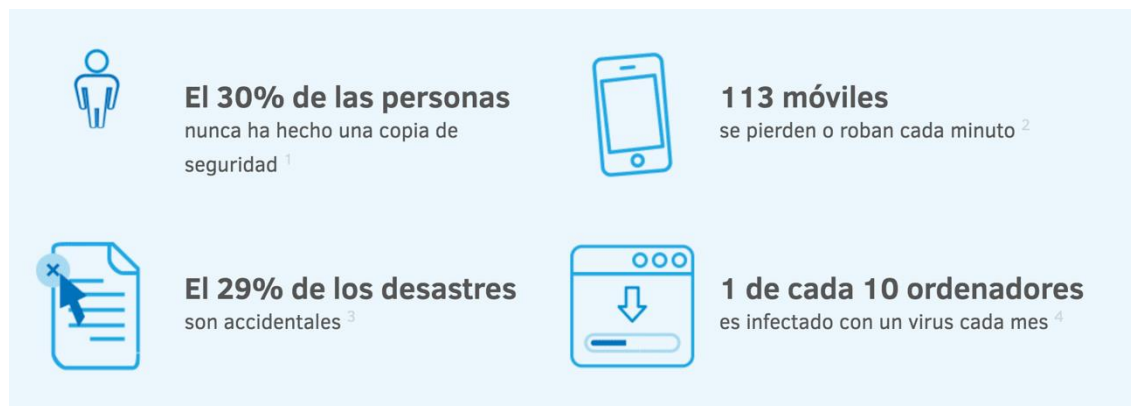 El 30% de las personas
nunca ha hecho una copia de
seguridad 1
113 móviles
se pierden o roban cada minuto 2
El 29% de los desastres
son accidentales 3
1 de cada 10 ordenadores
es infectado con un virus cada mes 4